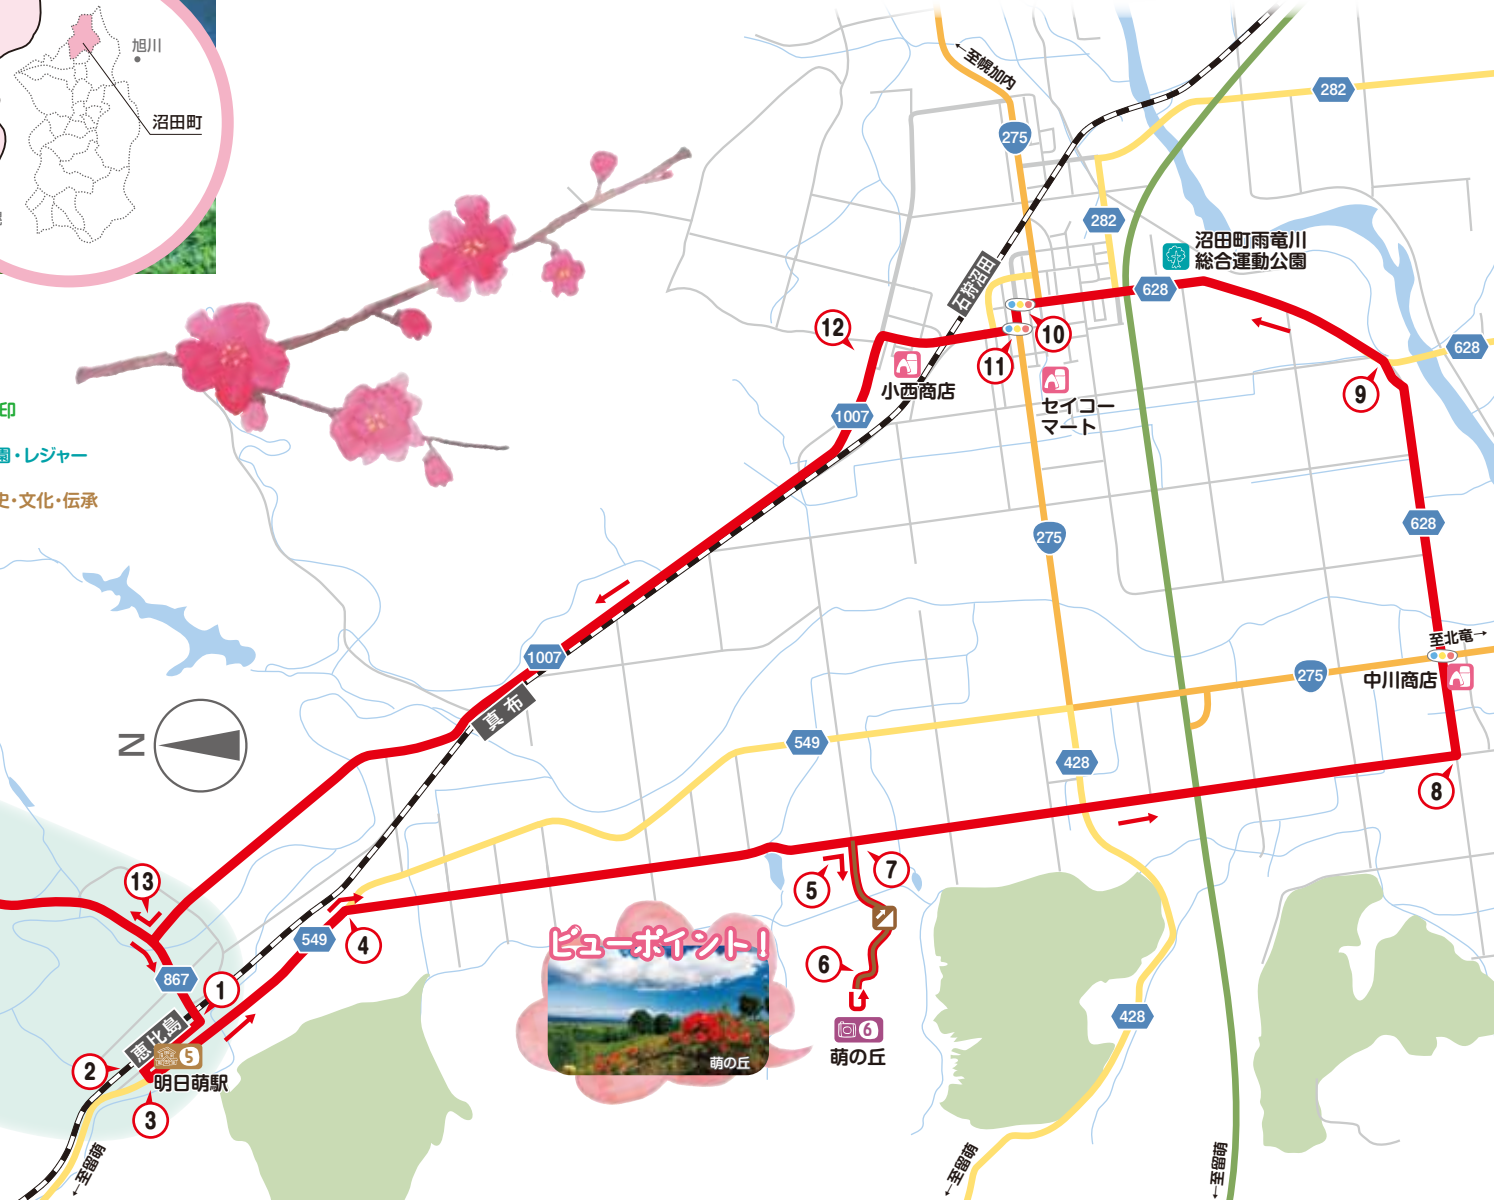 旭川
沼田町
印
園・レジャー
史・文化・伝承
←至幌加内
275
282
282
沼田町雨竜川
総合運動公園
石狩沼田
628
628
12
10
11
小西商店
セイコー
マート
9
1007
628
275
1007
真布
至北竜→
275
中川商店
N
549
428
8
13
5
7
4
549
ビューポイント！
6
867
1
428
6
萌の丘
萌の丘
恵比島
5
2
明日萌駅
3
←至留萌
←至留萌
←至留萌